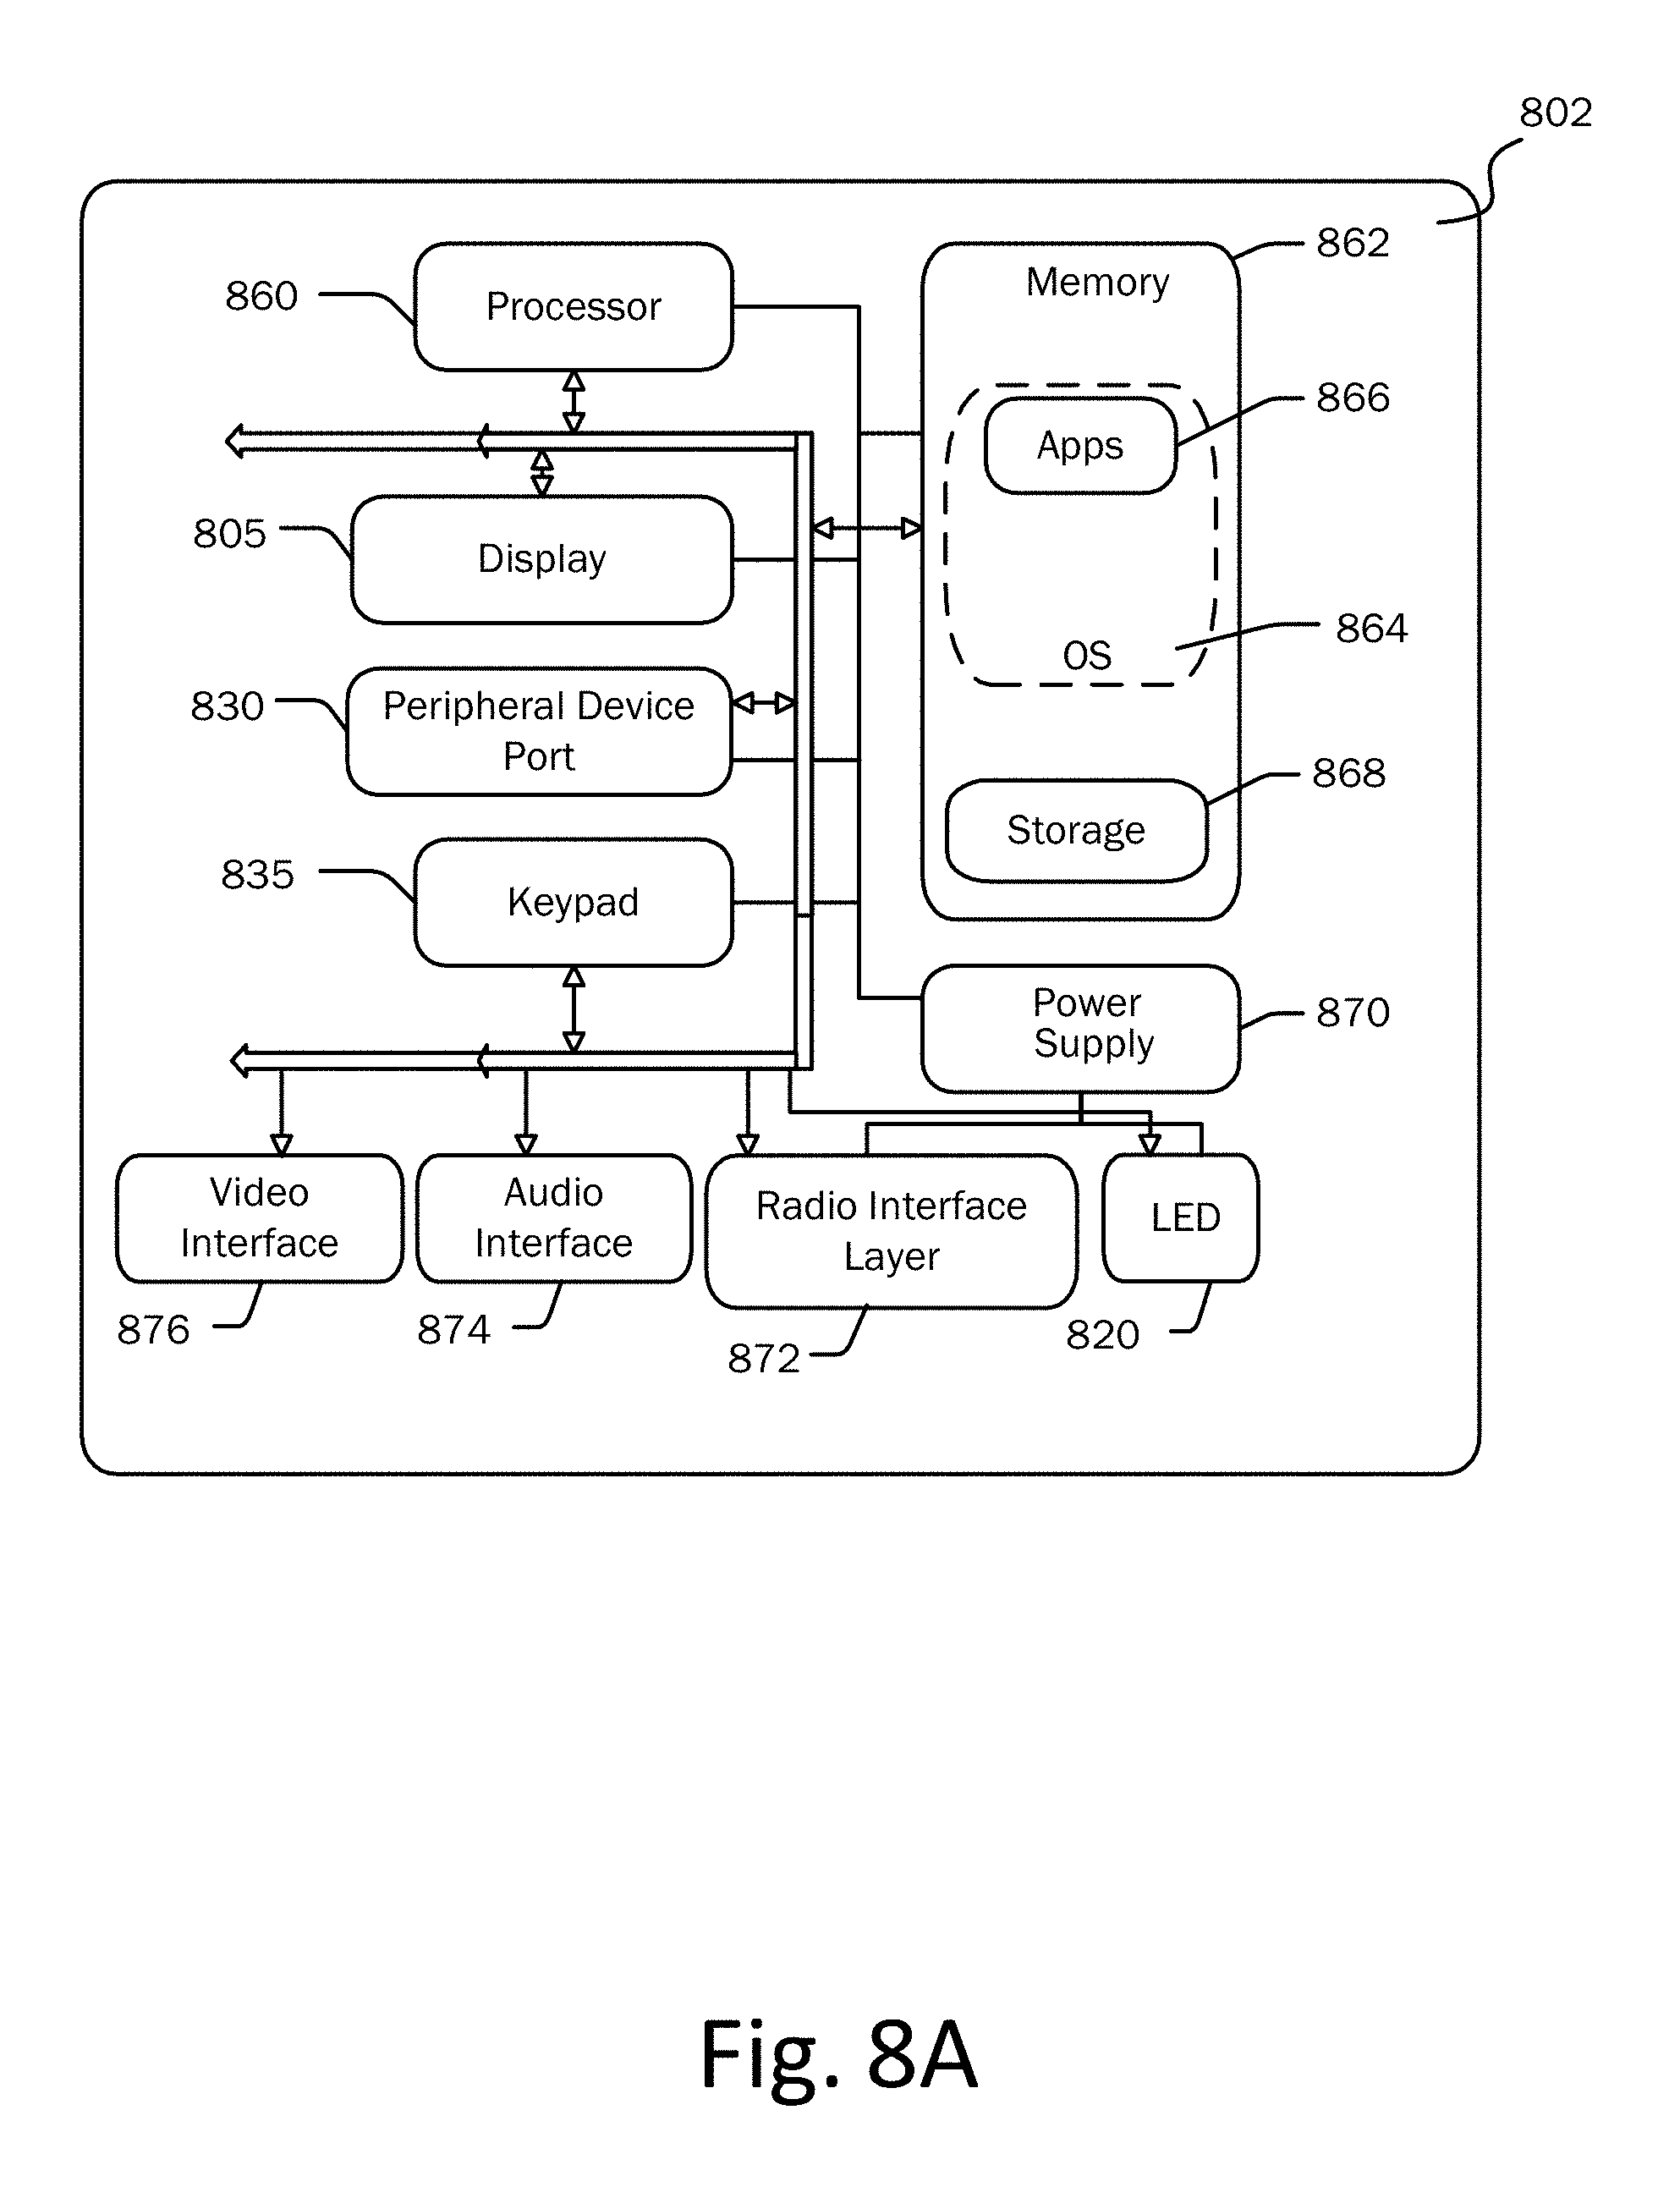 802
862
Memory
860
Processor
866
Apps
805
Display
864
OS
830
Peripheral Device
Port
868
Storage
835
Keypad
870
Power
Supply
Video
Interface
Audio
Interface
Radio Interface
Layer
LED
876
874
872
820
Fig. 8A